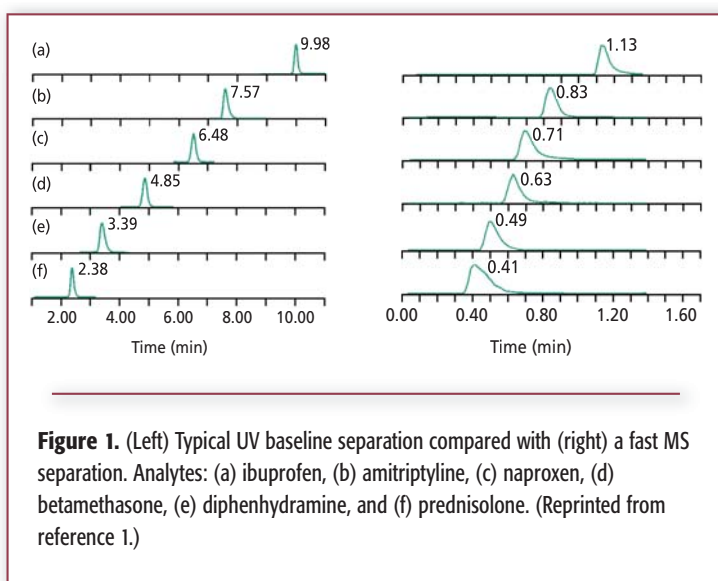 (a)
9.98
1.13
(b)
7.57
0.83
(c)
6.48
0.71
(d)
4.85
0.63
(e)
3.39
0.49
(f)
2.38
0.41
2.00 4.00 6.00 8.00 10.00
0.00 0.40 0.80 1.20 1.60
Time (min)
Time (min)
Figure 1. (Left) Typical UV baseline separation compared with (right) a fast MS
separation. Analytes: (a) ibuprofen, (b) amitriptyline, (c) naproxen, (d)
betamethasone, (e) diphenhydramine, and (f) prednisolone. (Reprinted from
reference 1.)